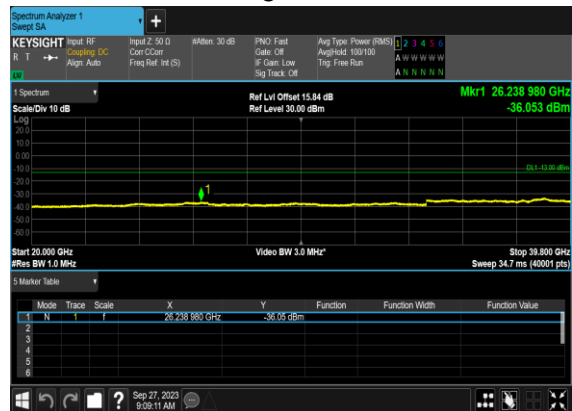 Spectrum Analyzer 1
Swept SA
+
KEYSIGHT Input: RF Input Z: 50 Ω #Atten: 30 dB PNO: Fast Avg Type: Power (RMS) 1 2 3 4 5 6
R T Coupling: DC Corr CCorr Gate: Off Avg|Hold: 100/100 A W W W W W
Align: Auto Freq Ref: Int (S) IF Gain: Low Trig: Free Run
Sig Track: Off A N N N N N
1 Spectrum Ref Lvl Offset 15.84 dB Mkr1 26.238 980 GHz
Scale/Div 10 dB Ref Level 30.00 dBm -36.053 dBm
Log
20.0
10.0
0.00
-10.0
DL1 -13.00 dBm
-20.0
-30.0
1
-40.0
-50.0
-60.0
Start 20.000 GHz Video BW 3.0 MHz* Stop 39.800 GHz
#Res BW 1.0 MHz Sweep 34.7 ms (40001 pts)
5 Marker Table
Mode Trace Scale X Y Function Function Width Function Value
1 N 1 f 26.238 980 GHz -36.05 dBm
2
3
4
5
6
? Sep 27, 2023
9:09:11 AM